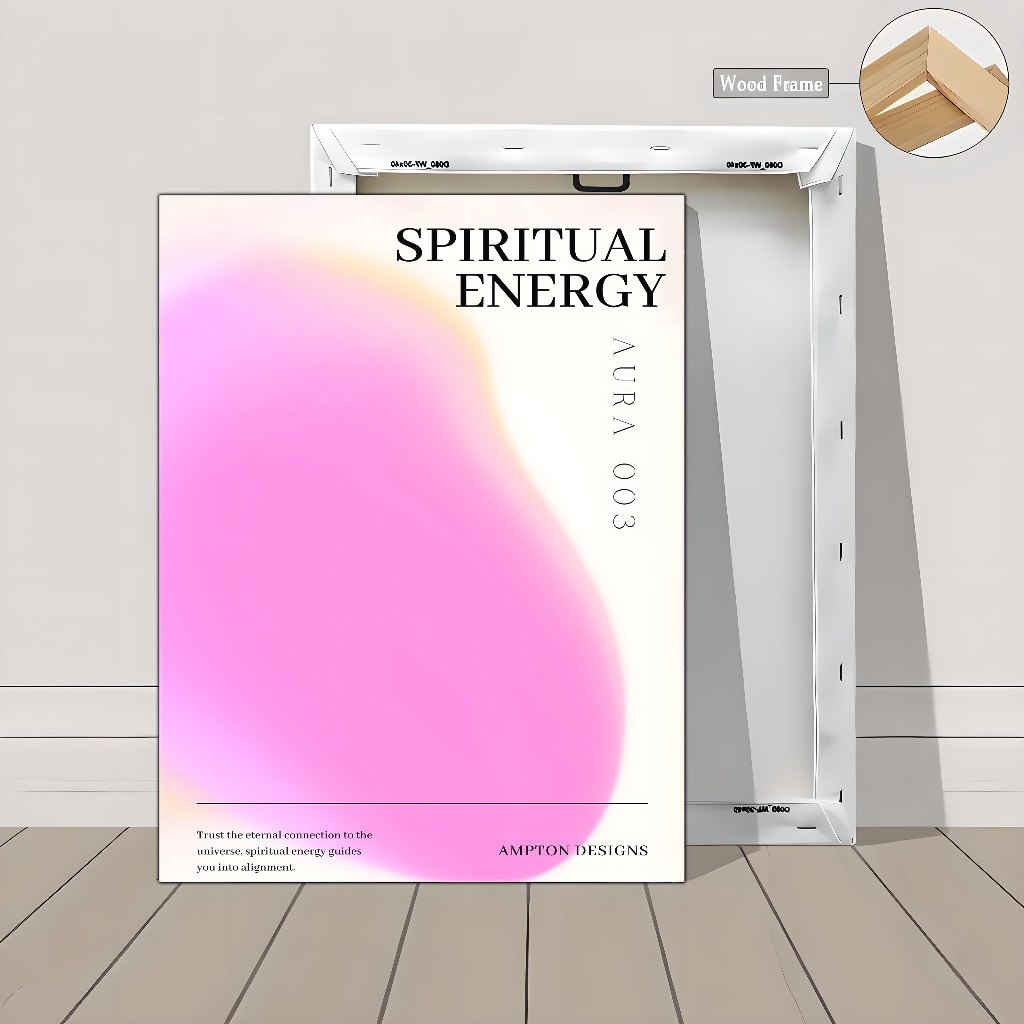 Wood Frame
SPIRITUAL
ENERGY
AURA 003
Trust the eternal connection to the
universe, spiritual energy guides
you into alignment.
AMPTON DESIGNS